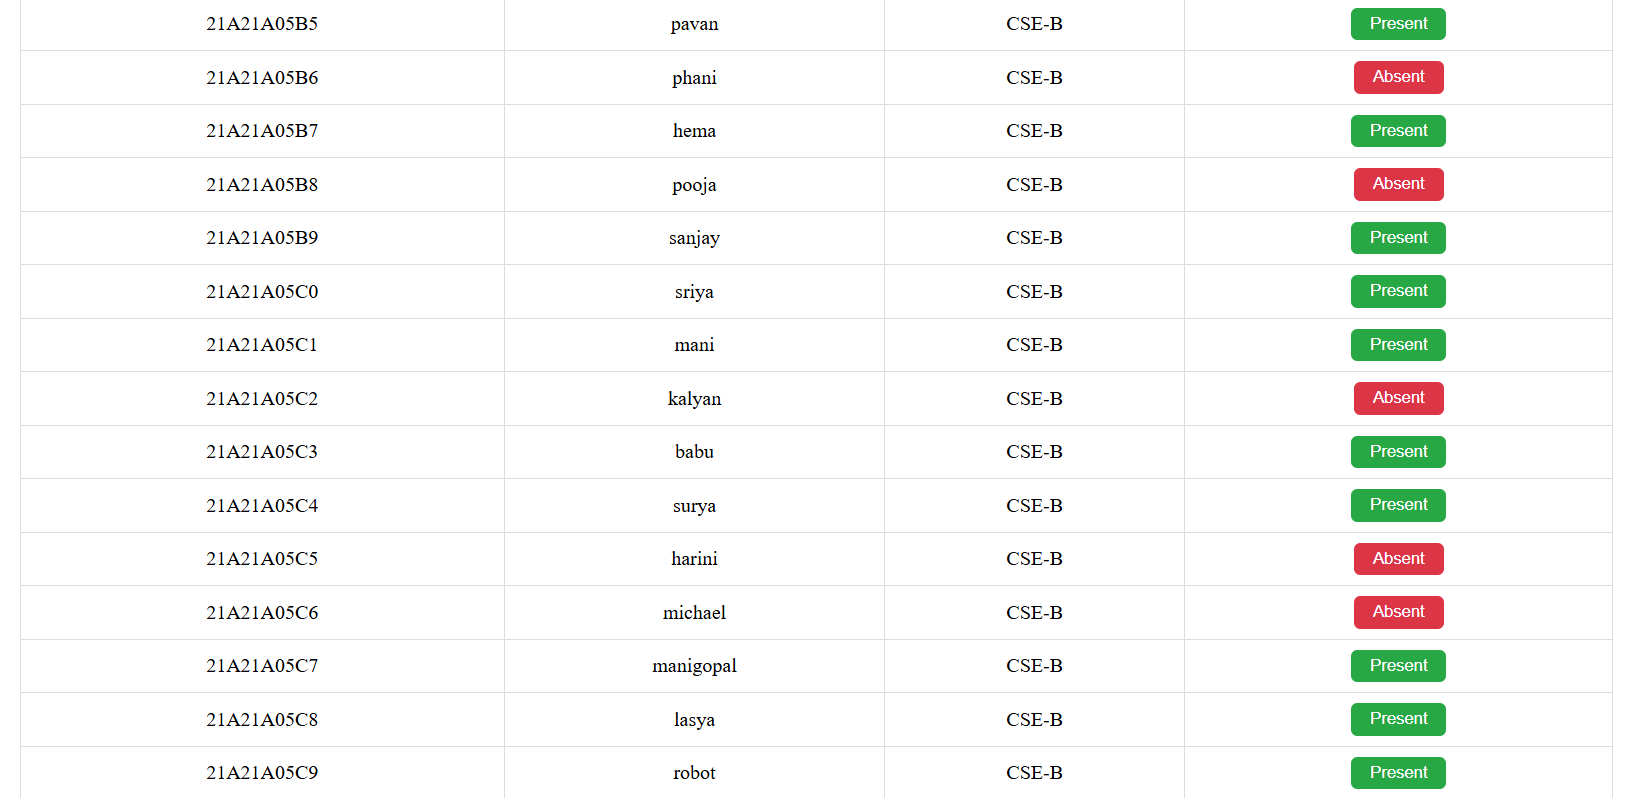 21A21A05B5 pavan CSE-B Present
21A21A05B6 phani CSE-B Absent
21A21A05B7 hema CSE-B Present
21A21A05B8 pooja CSE-B Absent
21A21A05B9 sanjay CSE-B Present
21A21A05C0 sriya CSE-B Present
21A21A05C1 mani CSE-B Present
21A21A05C2 kalyan CSE-B Absent
21A21A05C3 babu CSE-B Present
21A21A05C4 surya CSE-B Present
21A21A05C5 harini CSE-B Absent
21A21A05C6 michael CSE-B Absent
21A21A05C7 manigopal CSE-B Present
21A21A05C8 lasya CSE-B Present
21A21A05C9 robot CSE-B Present